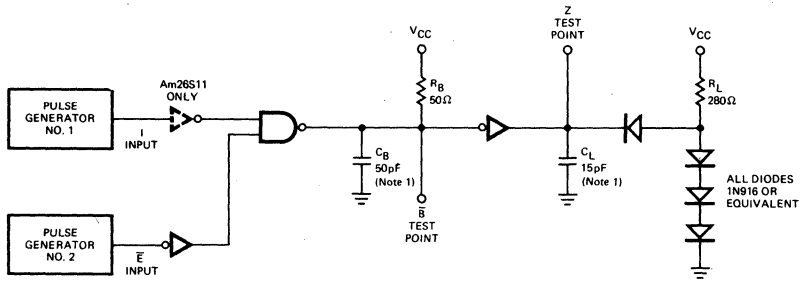 Z
TEST
POINT
VCC
VCC
Am26S11
ONLY
RB
50Ω
RL
280Ω
PULSE
GENERATOR
NO. 1
I
INPUT
CB
50pF
(Note 1)
CL
15pF
(Note 1)
ALL DIODES
1N916 OR
EQUIVALENT
B̅
TEST
POINT
PULSE
GENERATOR
NO. 2
E̅
INPUT